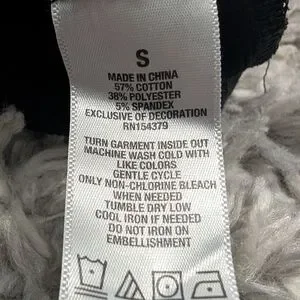 S
MADE IN CHINA
57% COTTON
38% POLYESTER
5% SPANDEX
EXCLUSIVE OF DECORATION
RN154379
TURN GARMENT INSIDE OUT
MACHINE WASH COLD WITH
LIKE COLORS
GENTLE CYCLE
ONLY NON-CHLORINE BLEACH
WHEN NEEDED
TUMBLE DRY LOW
COOL IRON IF NEEDED
DO NOT IRON ON
EMBELLISHMENT